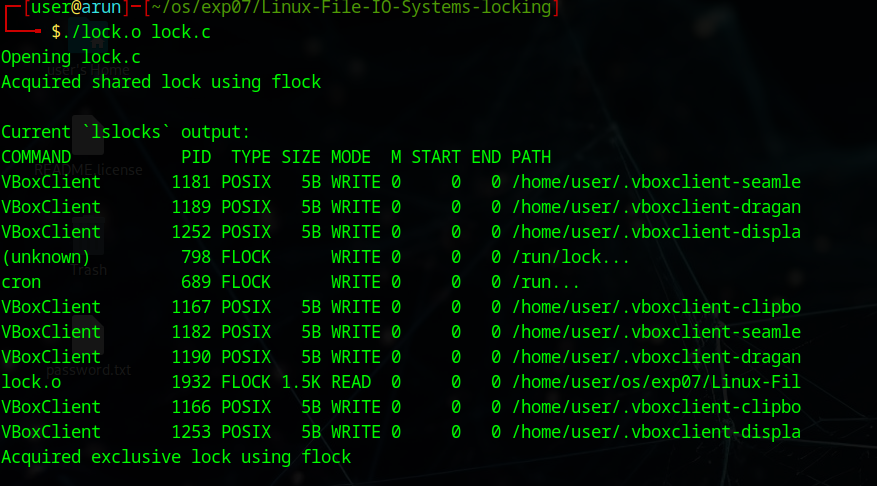 ┌─[user@arun]─[~/os/exp07/Linux-File-IO-Systems-locking]
└──╼ $./lock.o lock.c
Opening lock.c
Acquired shared lock using flock

Current `lslocks` output:
COMMAND           PID  TYPE SIZE MODE  M START END PATH
VBoxClient       1181 POSIX   5B WRITE 0     0   0 /home/user/.vboxclient-seamle
VBoxClient       1189 POSIX   5B WRITE 0     0   0 /home/user/.vboxclient-dragan
VBoxClient       1252 POSIX   5B WRITE 0     0   0 /home/user/.vboxclient-displa
(unknown)         798 FLOCK      WRITE 0     0   0 /run/lock...
cron              689 FLOCK      WRITE 0     0   0 /run...
VBoxClient       1167 POSIX   5B WRITE 0     0   0 /home/user/.vboxclient-clipbo
VBoxClient       1182 POSIX   5B WRITE 0     0   0 /home/user/.vboxclient-seamle
VBoxClient       1190 POSIX   5B WRITE 0     0   0 /home/user/.vboxclient-dragan
lock.o           1932 FLOCK 1.5K READ  0     0   0 /home/user/os/exp07/Linux-Fil
VBoxClient       1166 POSIX   5B WRITE 0     0   0 /home/user/.vboxclient-clipbo
VBoxClient       1253 POSIX   5B WRITE 0     0   0 /home/user/.vboxclient-displa
Acquired exclusive lock using flock
user's Home
README.license
Trash
password.txt